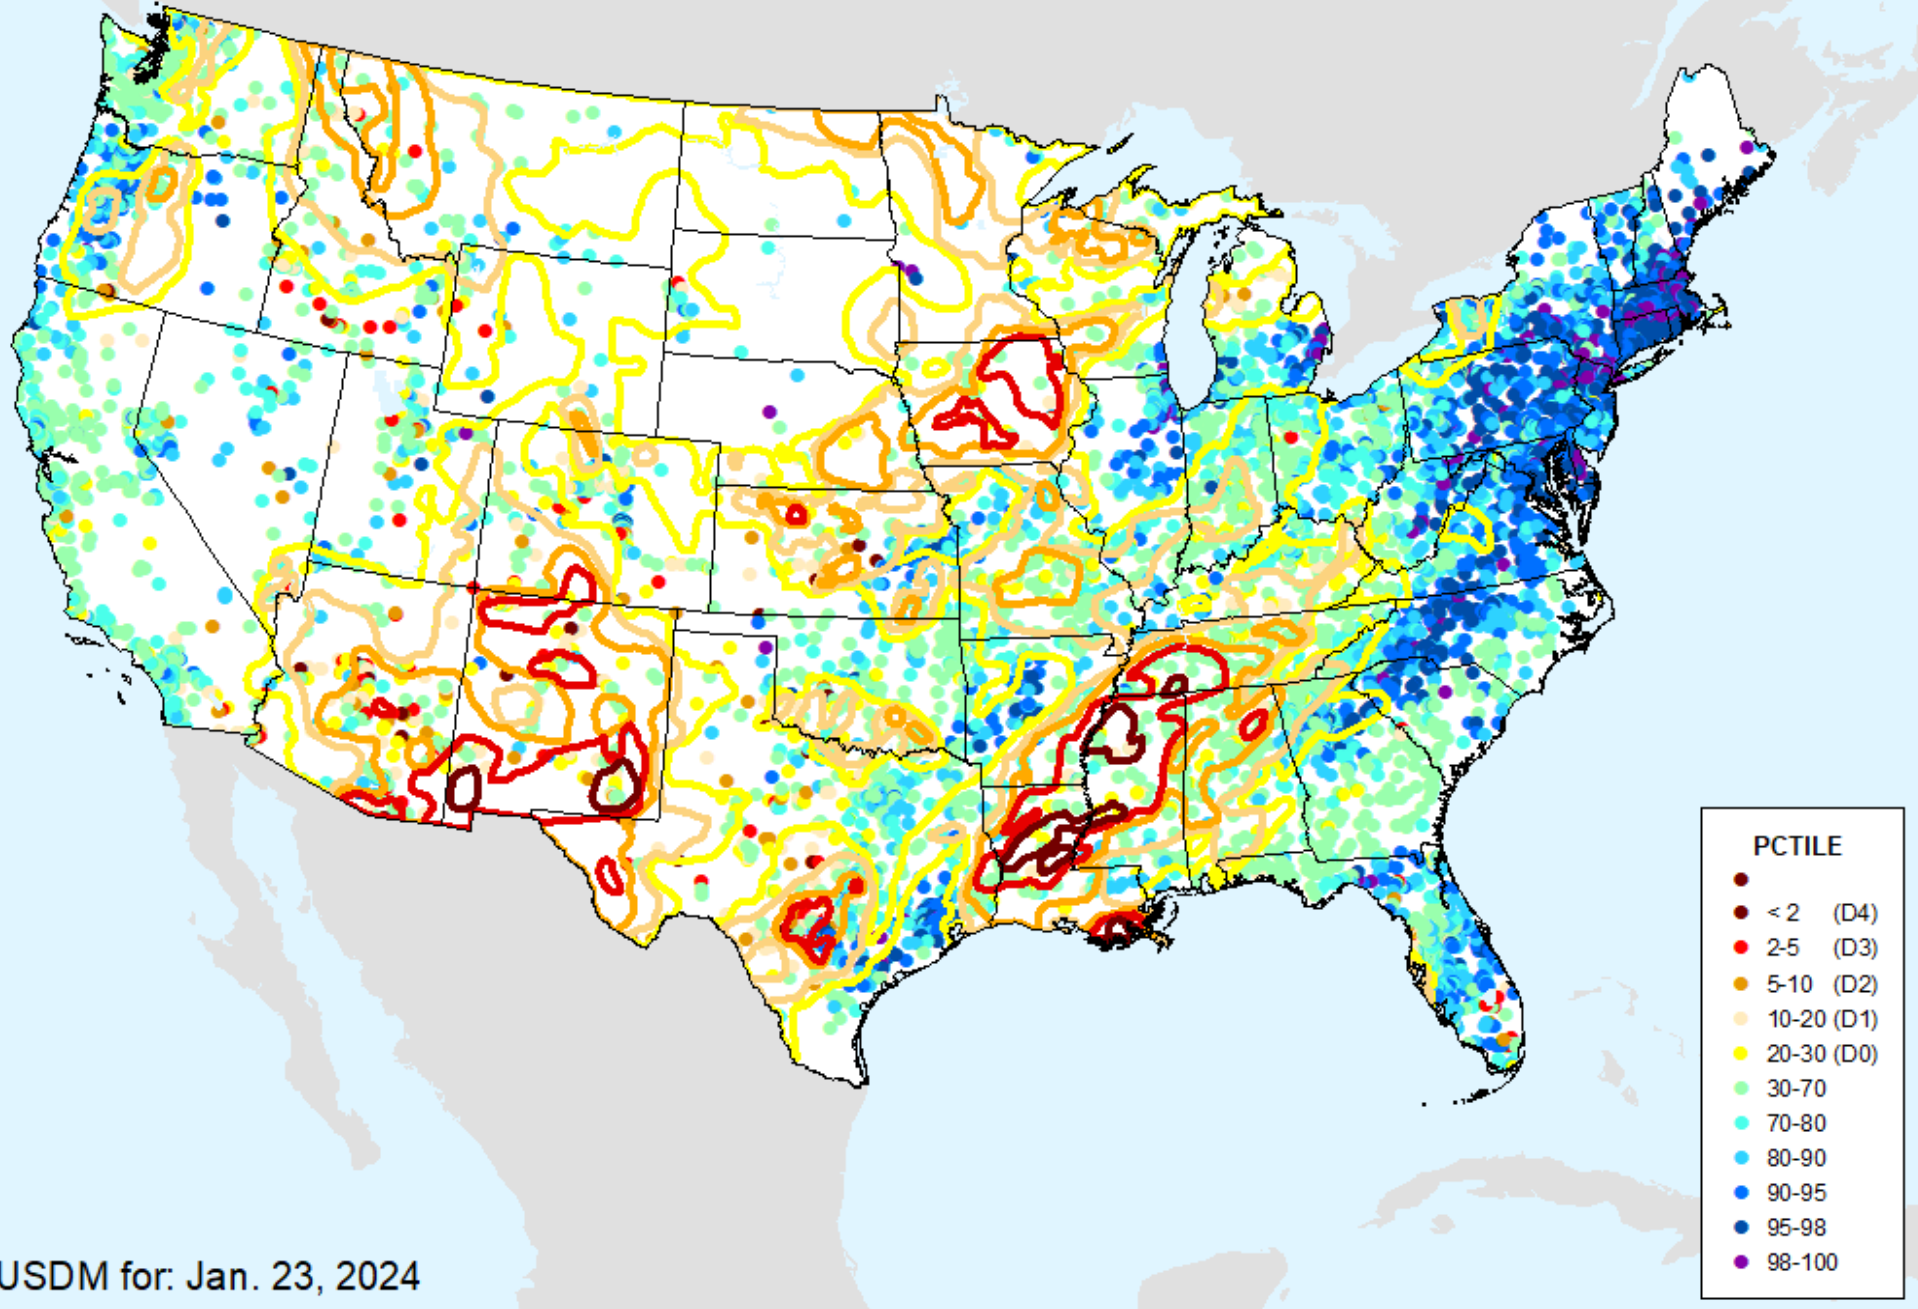 PCTILE
< 2 (D4)
2-5 (D3)
5-10 (D2)
10-20 (D1)
20-30 (D0)
30-70
70-80
80-90
90-95
95-98
98-100
USDM for: Jan. 23, 2024